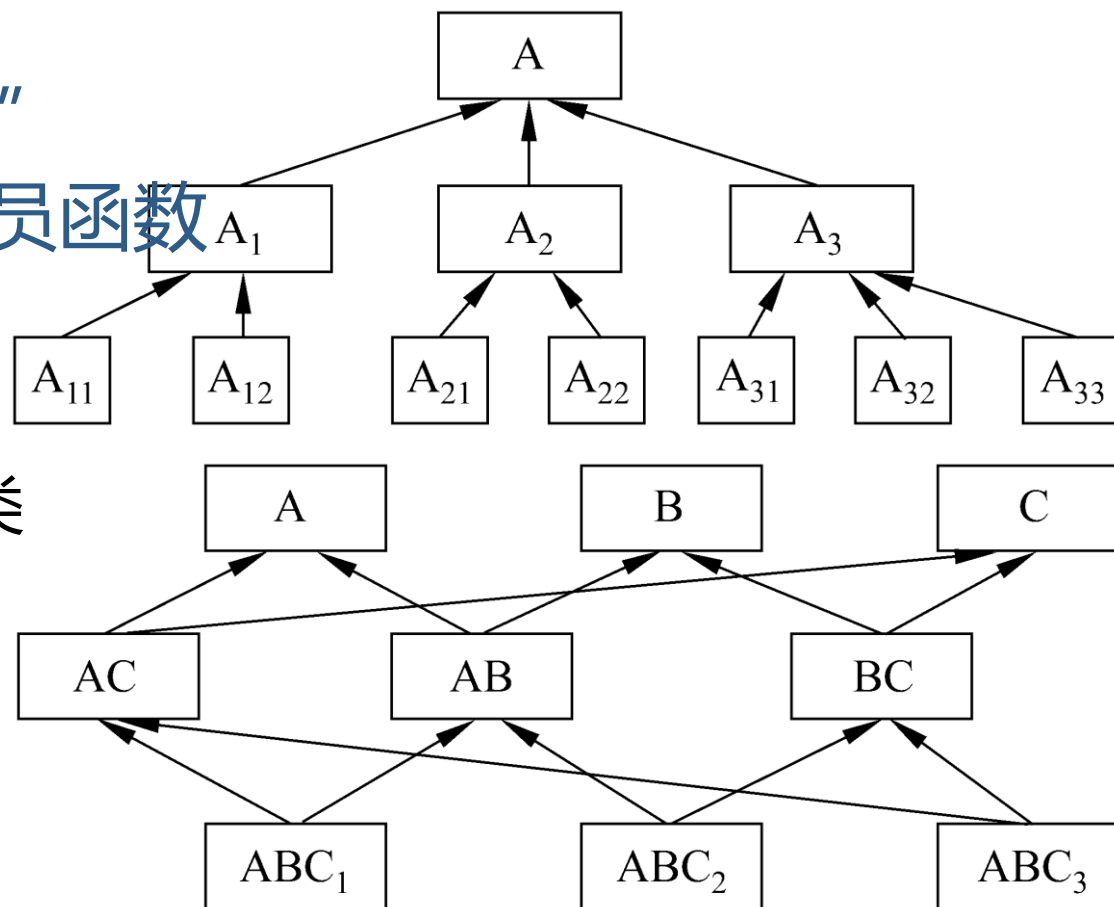 A
”
员函数
A₁ A₂ A₃
A₁₁ A₁₂ A₂₁ A₂₂ A₃₁ A₃₂ A₃₃
类
A B C
AC AB BC
ABC₁ ABC₂ ABC₃